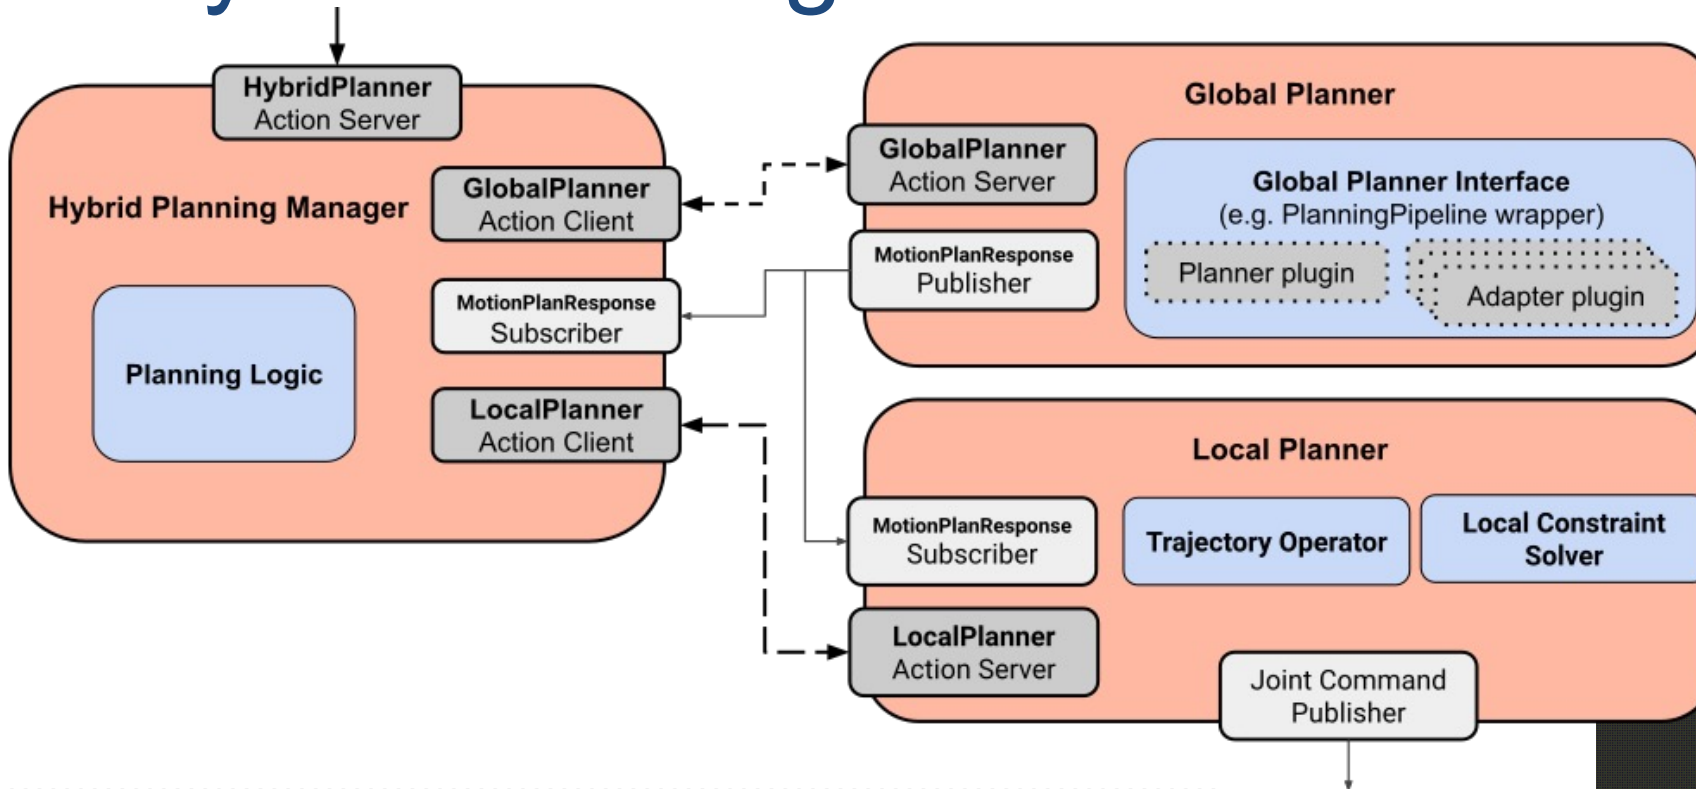 HybridPlanner
Action Server
Hybrid Planning Manager
GlobalPlanner
Action Client
MotionPlanResponse
Subscriber
Planning Logic
LocalPlanner
Action Client
Global Planner
GlobalPlanner
Action Server
Global Planner Interface
(e.g. PlanningPipeline wrapper)
MotionPlanResponse
Publisher
Planner plugin
Adapter plugin
Local Planner
MotionPlanResponse
Subscriber
Trajectory Operator
Local Constraint
Solver
LocalPlanner
Action Server
Joint Command
Publisher